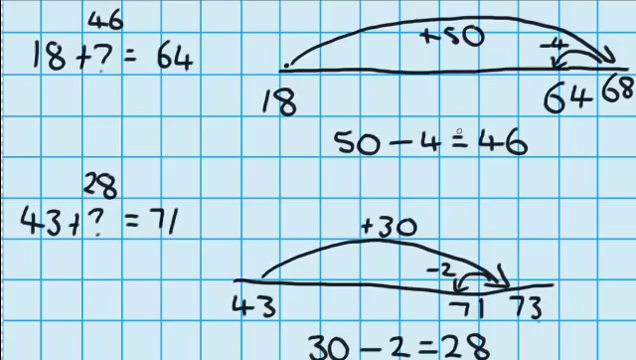 46
18 + ? = 64
+50
-4
18 64 68
50 - 4 = 46
28
43 + ? = 71
+30
-2
43 71 73
30 - 2 = 28